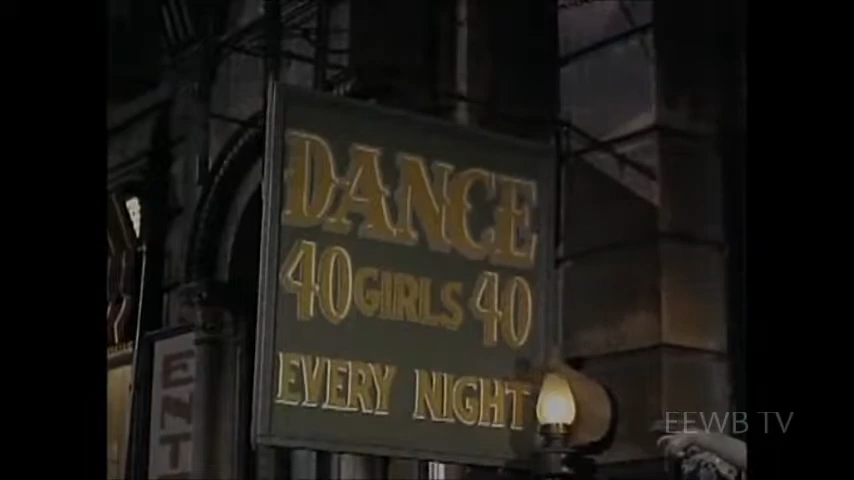 DANCE
40 GIRLS 40
EVERY NIGHT
ENT
EEWB TV